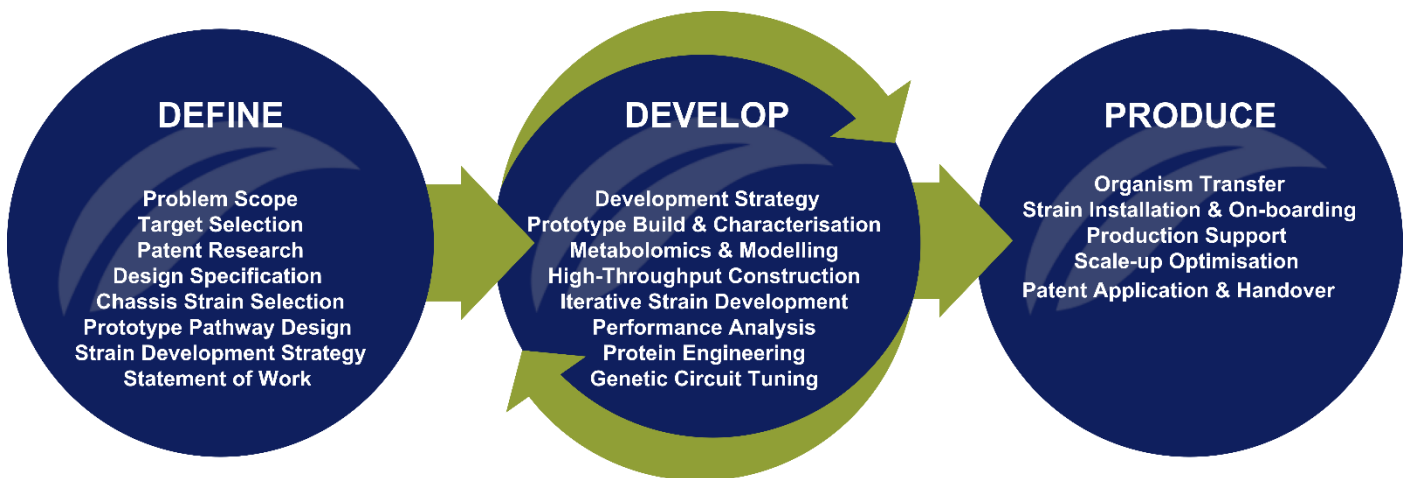 DEFINE
Problem Scope
Target Selection
Patent Research
Design Specification
Chassis Strain Selection
Prototype Pathway Design
Strain Development Strategy
Statement of Work
DEVELOP
Development Strategy
Prototype Build & Characterisation
Metabolomics & Modelling
High-Throughput Construction
Iterative Strain Development
Performance Analysis
Protein Engineering
Genetic Circuit Tuning
PRODUCE
Organism Transfer
Strain Installation & On-boarding
Production Support
Scale-up Optimisation
Patent Application & Handover